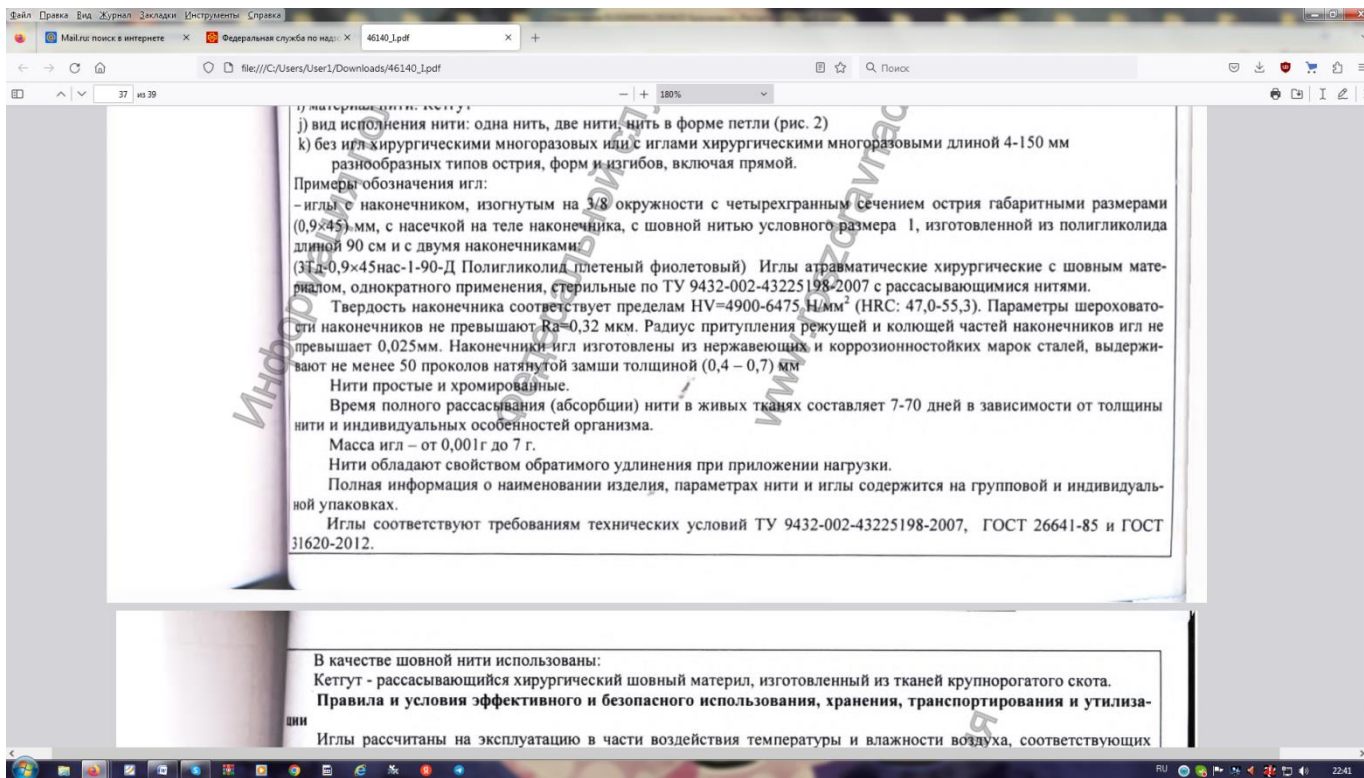 Файл Правка Вид Журнал Закладки Инструменты Справка
Mail.ru: поиск в интернете × Федеральная служба по надзо × 46140_I.pdf × +
file:///C:/Users/User1/Downloads/46140_I.pdf Поиск
37 из 39 — + 180%
i) материал нити: Кетгут
j) вид исполнения нити: одна нить, две нити, нить в форме петли (рис. 2)
k) без игл хирургическими многоразовых или с иглами хирургическими многоразовыми длиной 4-150 мм
разнообразных типов острия, форм и изгибов, включая прямой.
Примеры обозначения игл:
–иглы с наконечником, изогнутым на 3/8 окружности с четырехгранным сечением острия габаритными размерами
(0,9×45) мм, с насечкой на теле наконечника, с шовной нитью условного размера 1, изготовленной из полигликолида
длиной 90 см и с двумя наконечниками:
(3Тд-0,9×45нас-1-90-Д Полигликолид плетеный фиолетовый) Иглы атравматические хирургические с шовным мате-
риалом, однократного применения, стерильные по ТУ 9432-002-43225198-2007 с рассасывающимися нитями.
Твердость наконечника соответствует пределам HV=4900-6475 Н/мм² (HRC: 47,0-55,3). Параметры шероховато-
сти наконечников не превышают Ra=0,32 мкм. Радиус притупления режущей и колющей частей наконечников игл не
превышает 0,025мм. Наконечники игл изготовлены из нержавеющих и коррозионностойких марок сталей, выдержи-
вают не менее 50 проколов натянутой замши толщиной (0,4 – 0,7) мм
Нити простые и хромированные.
Время полного рассасывания (абсорбции) нити в живых тканях составляет 7-70 дней в зависимости от толщины
нити и индивидуальных особенностей организма.
Масса игл – от 0,001г до 7 г.
Нити обладают свойством обратимого удлинения при приложении нагрузки.
Полная информация о наименовании изделия, параметрах нити и иглы содержится на групповой и индивидуаль-
ной упаковках.
Иглы соответствуют требованиям технических условий ТУ 9432-002-43225198-2007, ГОСТ 26641-85 и ГОСТ
31620-2012.
Информация пол
федеральной слу
www.roszdravnad
В качестве шовной нити использованы:
Кетгут - рассасывающийся хирургический шовный материл, изготовленный из тканей крупнорогатого скота.
Правила и условия эффективного и безопасного использования, хранения, транспортирования и утилиза-
ции
Иглы рассчитаны на эксплуатацию в части воздействия температуры и влажности воздуха, соответствующих
ая
RU 22:41